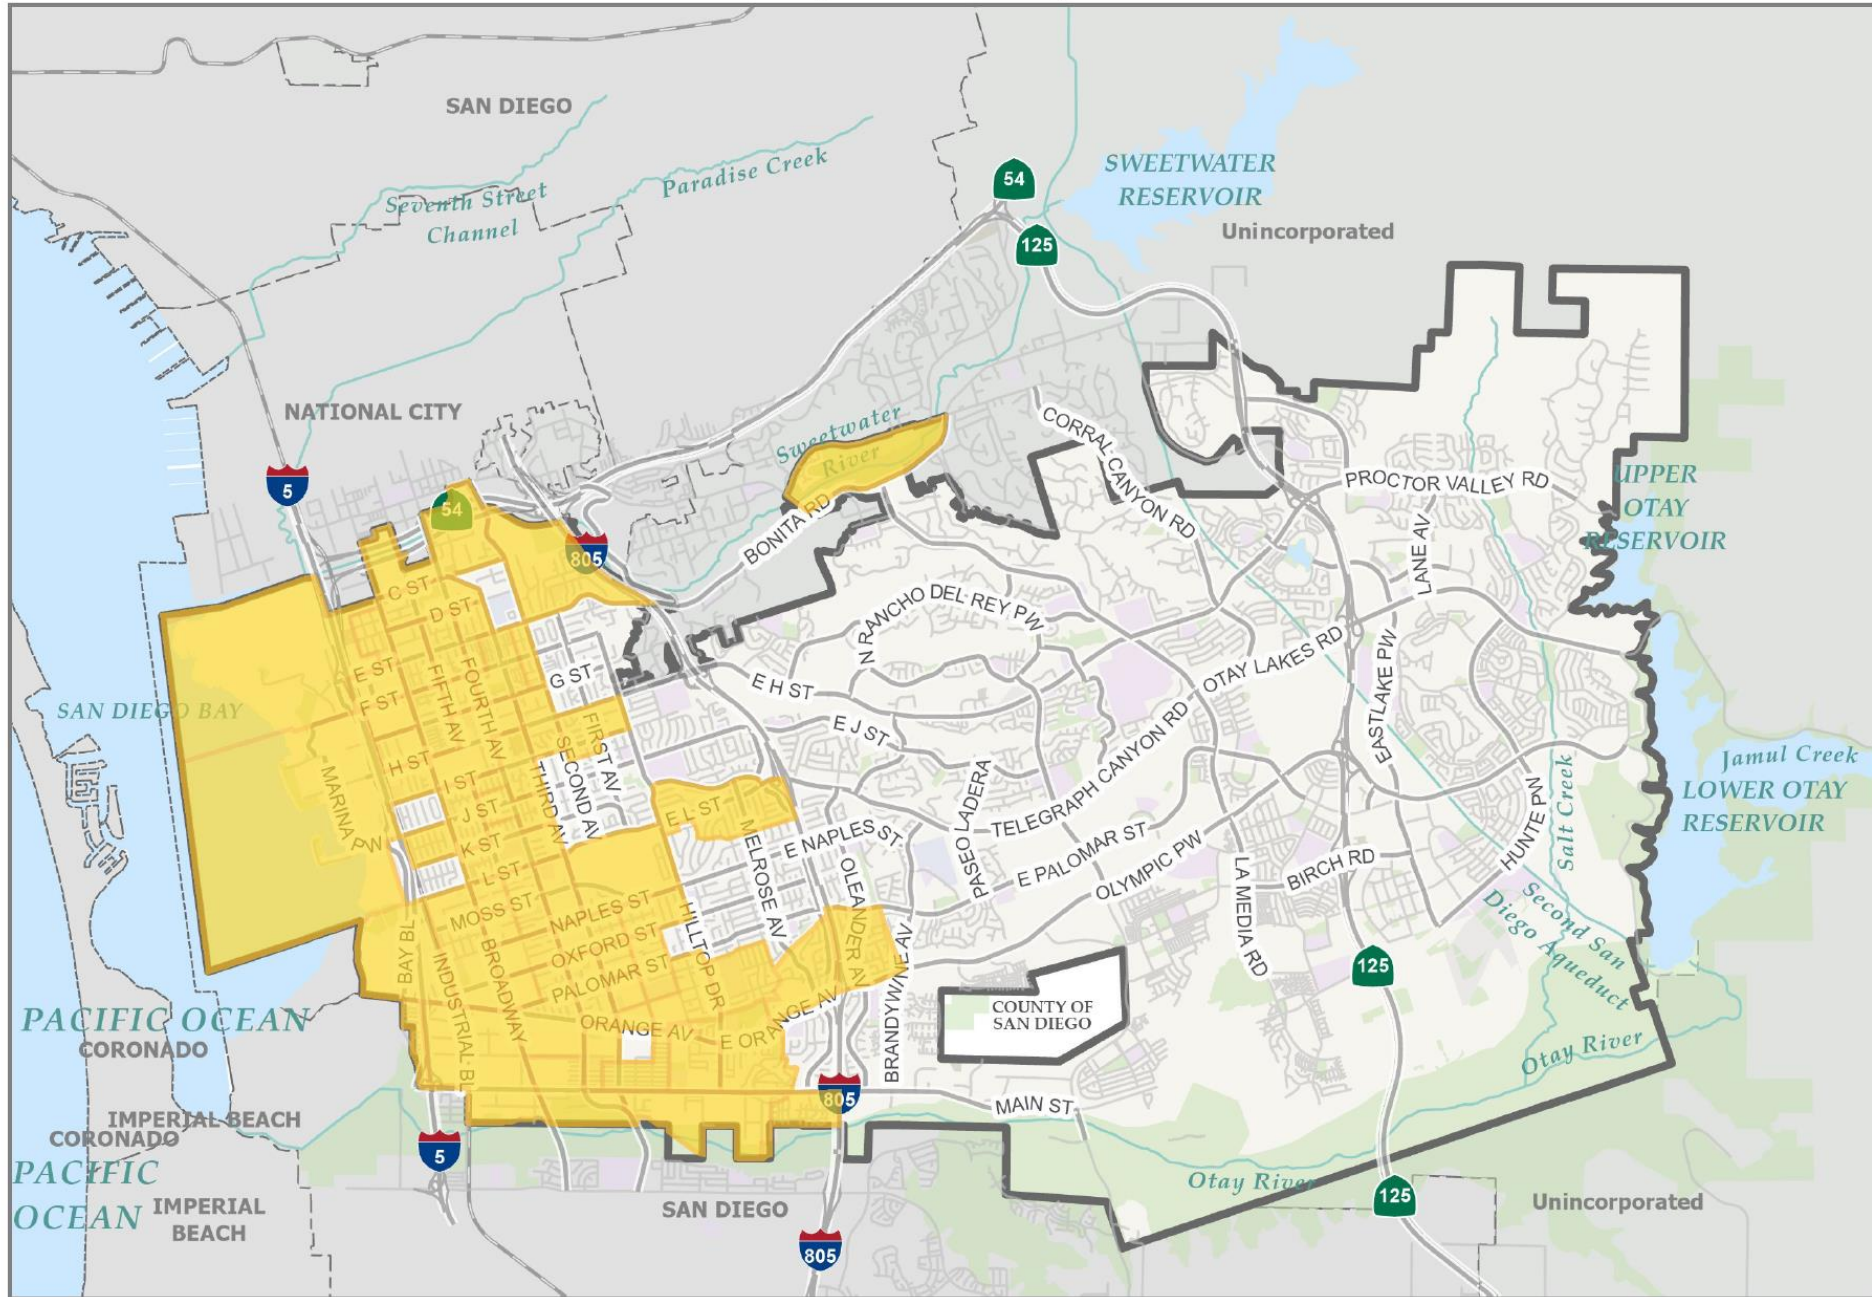 SAN DIEGO
Seventh Street
Channel
Paradise Creek
54
SWEETWATER
RESERVOIR
125
Unincorporated
NATIONAL CITY
Sweetwater
River
5
54
805
BONITA RD
CORRAL CANYON RD
PROCTOR VALLEY RD
LANE AV
UPPER
OTAY
RESERVOIR
C ST
D ST
E ST
F ST
G ST
FIFTH AV
FOURTH AV
N RANCHO DEL REY PW
OTAY LAKES RD
EASTLAKE PW
SAN DIEGO BAY
E H ST
E J ST
H ST
I ST
J ST
K ST
L ST
MARINA PW
FIRST AV
SECOND AV
THIRD AV
E L ST
MELROSE AV
E NAPLES ST
OLEANDER AV
PASEO LADERA
TELEGRAPH CANYON RD
E PALOMAR ST
OLYMPIC PW
LA MEDIA RD
BIRCH RD
HUNTE PW
Salt Creek
Jamul Creek
LOWER OTAY
RESERVOIR
Second San
Diego Aqueduct
MOSS ST
NAPLES ST
OXFORD ST
PALOMAR ST
HILLTOP DR
BAY BL
INDUSTRIAL BL
BROADWAY
ORANGE AV
E ORANGE AV
BRANDYWINE AV
125
COUNTY OF
SAN DIEGO
PACIFIC OCEAN
CORONADO
Otay River
805
MAIN ST
IMPERIAL BEACH
CORONADO
5
PACIFIC
OCEAN
IMPERIAL
BEACH
SAN DIEGO
Otay River
125
Unincorporated
805